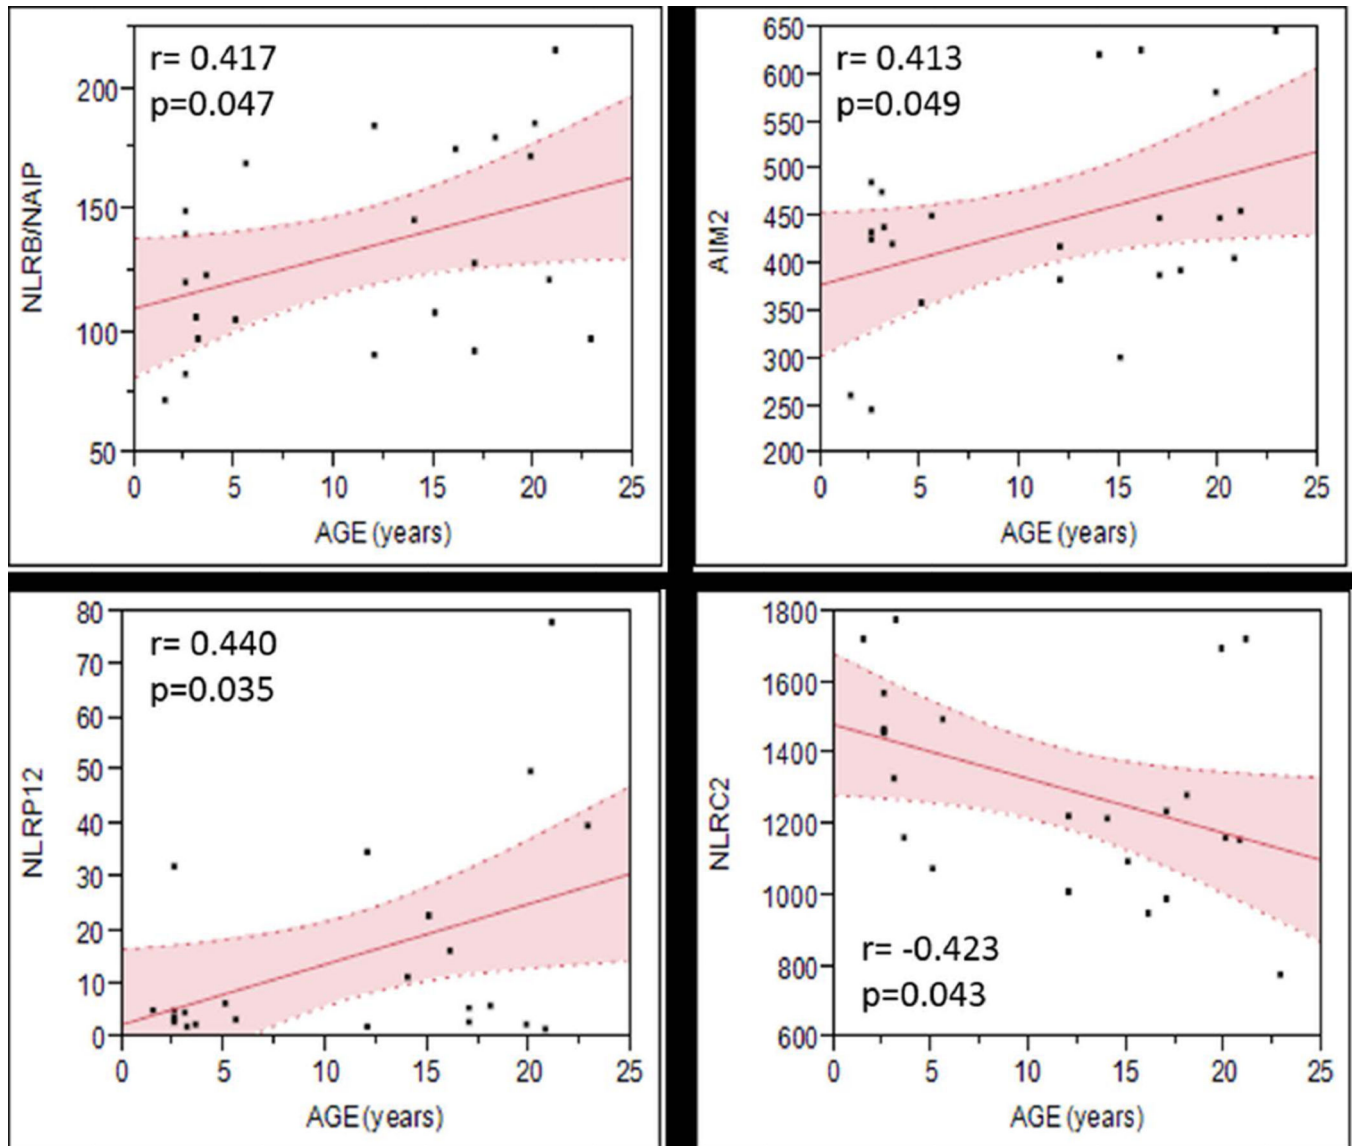 r= 0.417
p=0.047
200
150
100
50
NLRB/NAIP
0 5 10 15 20 25
AGE (years)
r= 0.413
p=0.049
650
600
550
500
450
400
350
300
250
200
AIM2
0 5 10 15 20 25
AGE (years)
r= 0.440
p=0.035
80
70
60
50
40
30
20
10
0
NLRP12
0 5 10 15 20 25
AGE (years)
1800
1600
1400
1200
1000
800
600
NLRC2
r= -0.423
p=0.043
0 5 10 15 20 25
AGE (years)